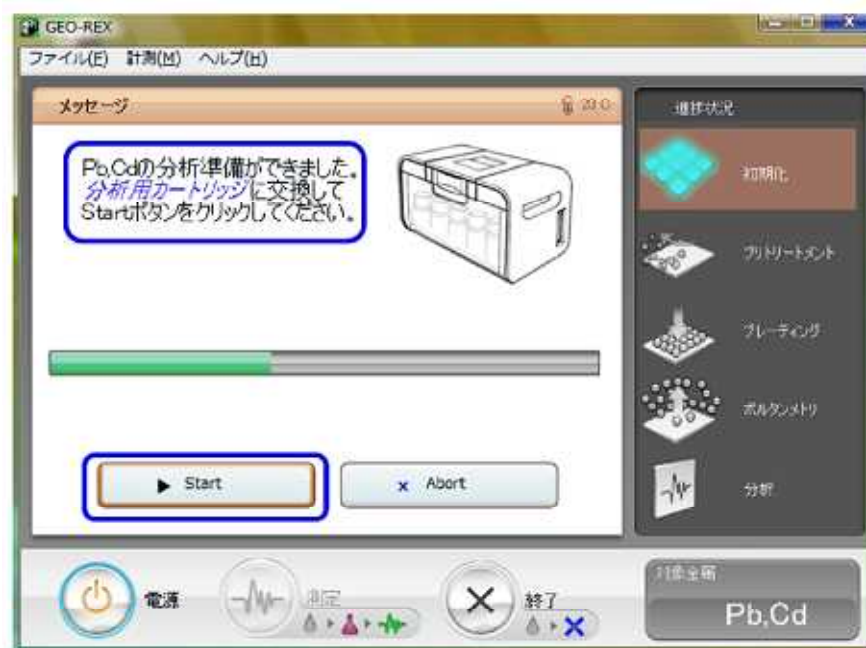 GEO-REX
ファイル(F) 計測(M) ヘルプ(H)
メッセージ
進捗状況
Pb,Cdの分析準備ができました。
分析用カートリッジに交換して
Startボタンをクリックしてください。
初期化
プリトリートメント
プレーティング
ボルタンメトリ
分析
Start
Abort
電源
測定
終了
対象金属
Pb,Cd